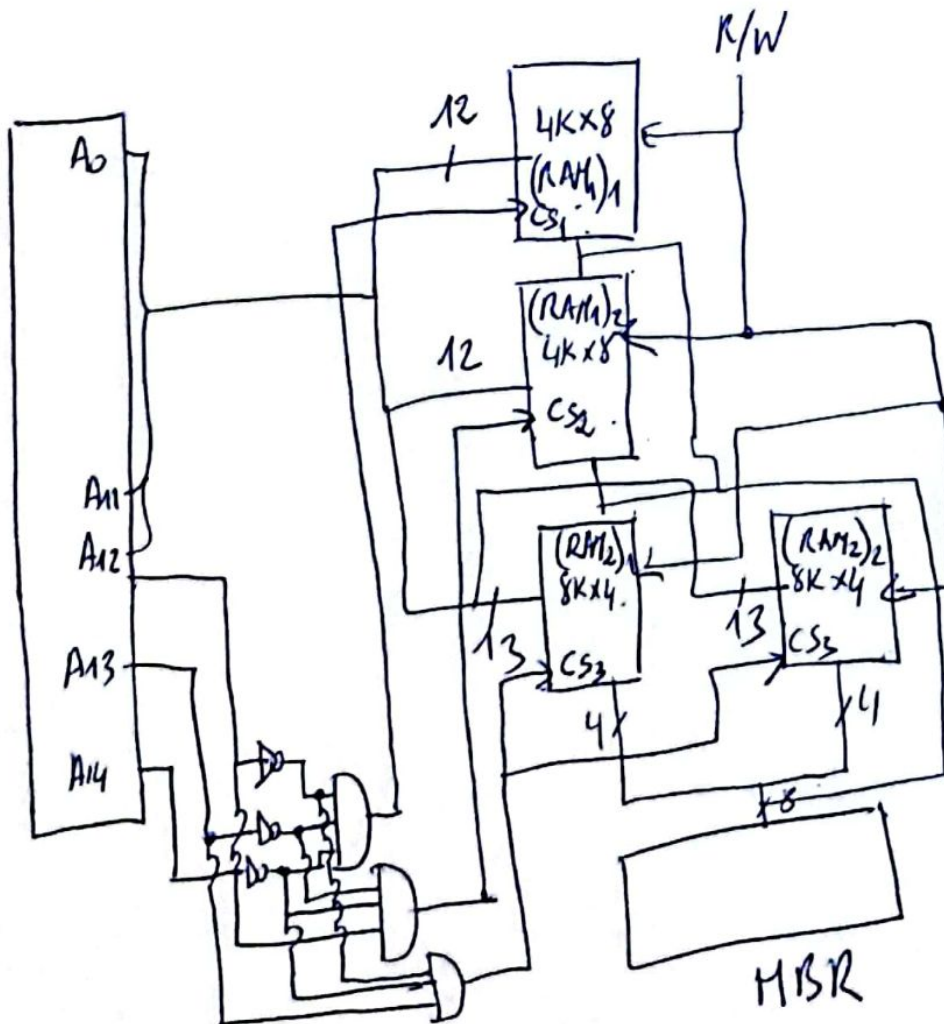 R/W
A0
12
4K×8
(RAM1)1
CS1
(RAM1)2
4K×8
12
CS2
A11
A12
(RAM2)1
8K×4
13
CS3
(RAM2)2
8K×4
13
CS3
A13
4
4
A14
8
MBR